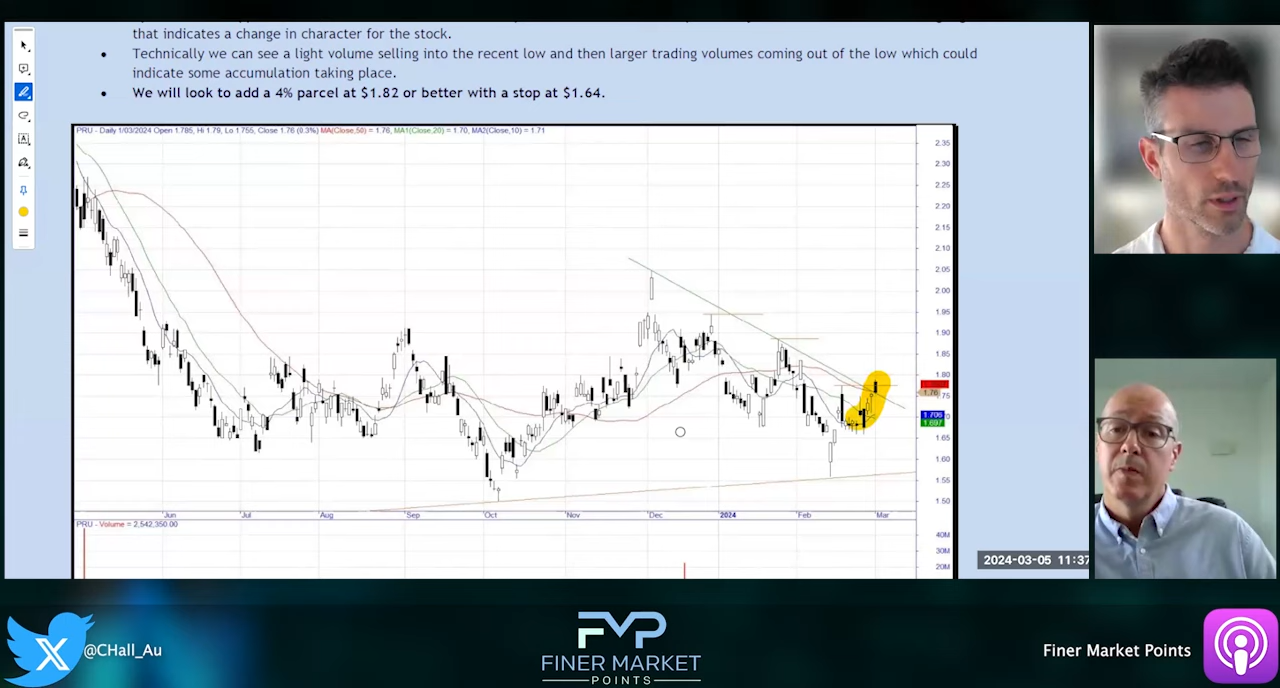 that indicates a change in character for the stock.
• Technically we can see a light volume selling into the recent low and then larger trading volumes coming out of the low which could
indicate some accumulation taking place.
• We will look to add a 4% parcel at $1.82 or better with a stop at $1.64.
PRU - Daily 1/03/2024 Open 1.785, Hi 1.79, Lo 1.755, Close 1.76 (0.3%) MA(Close,50) = 1.76, MA1(Close,20) = 1.70, MA2(Close,10) = 1.71
2.35
2.30
2.25
2.20
2.15
2.10
2.05
2.00
1.95
1.90
1.85
1.80
1.76
1.706
1.697
1.65
1.60
1.55
1.50
Jun Jul Aug Sep Oct Nov Dec 2024 Feb Mar
PRU - Volume = 2,542,350.00
40M
30M
20M
2024-03-05 11:37
@CHall_Au
FMP
FINER MARKET
POINTS
Finer Market Points